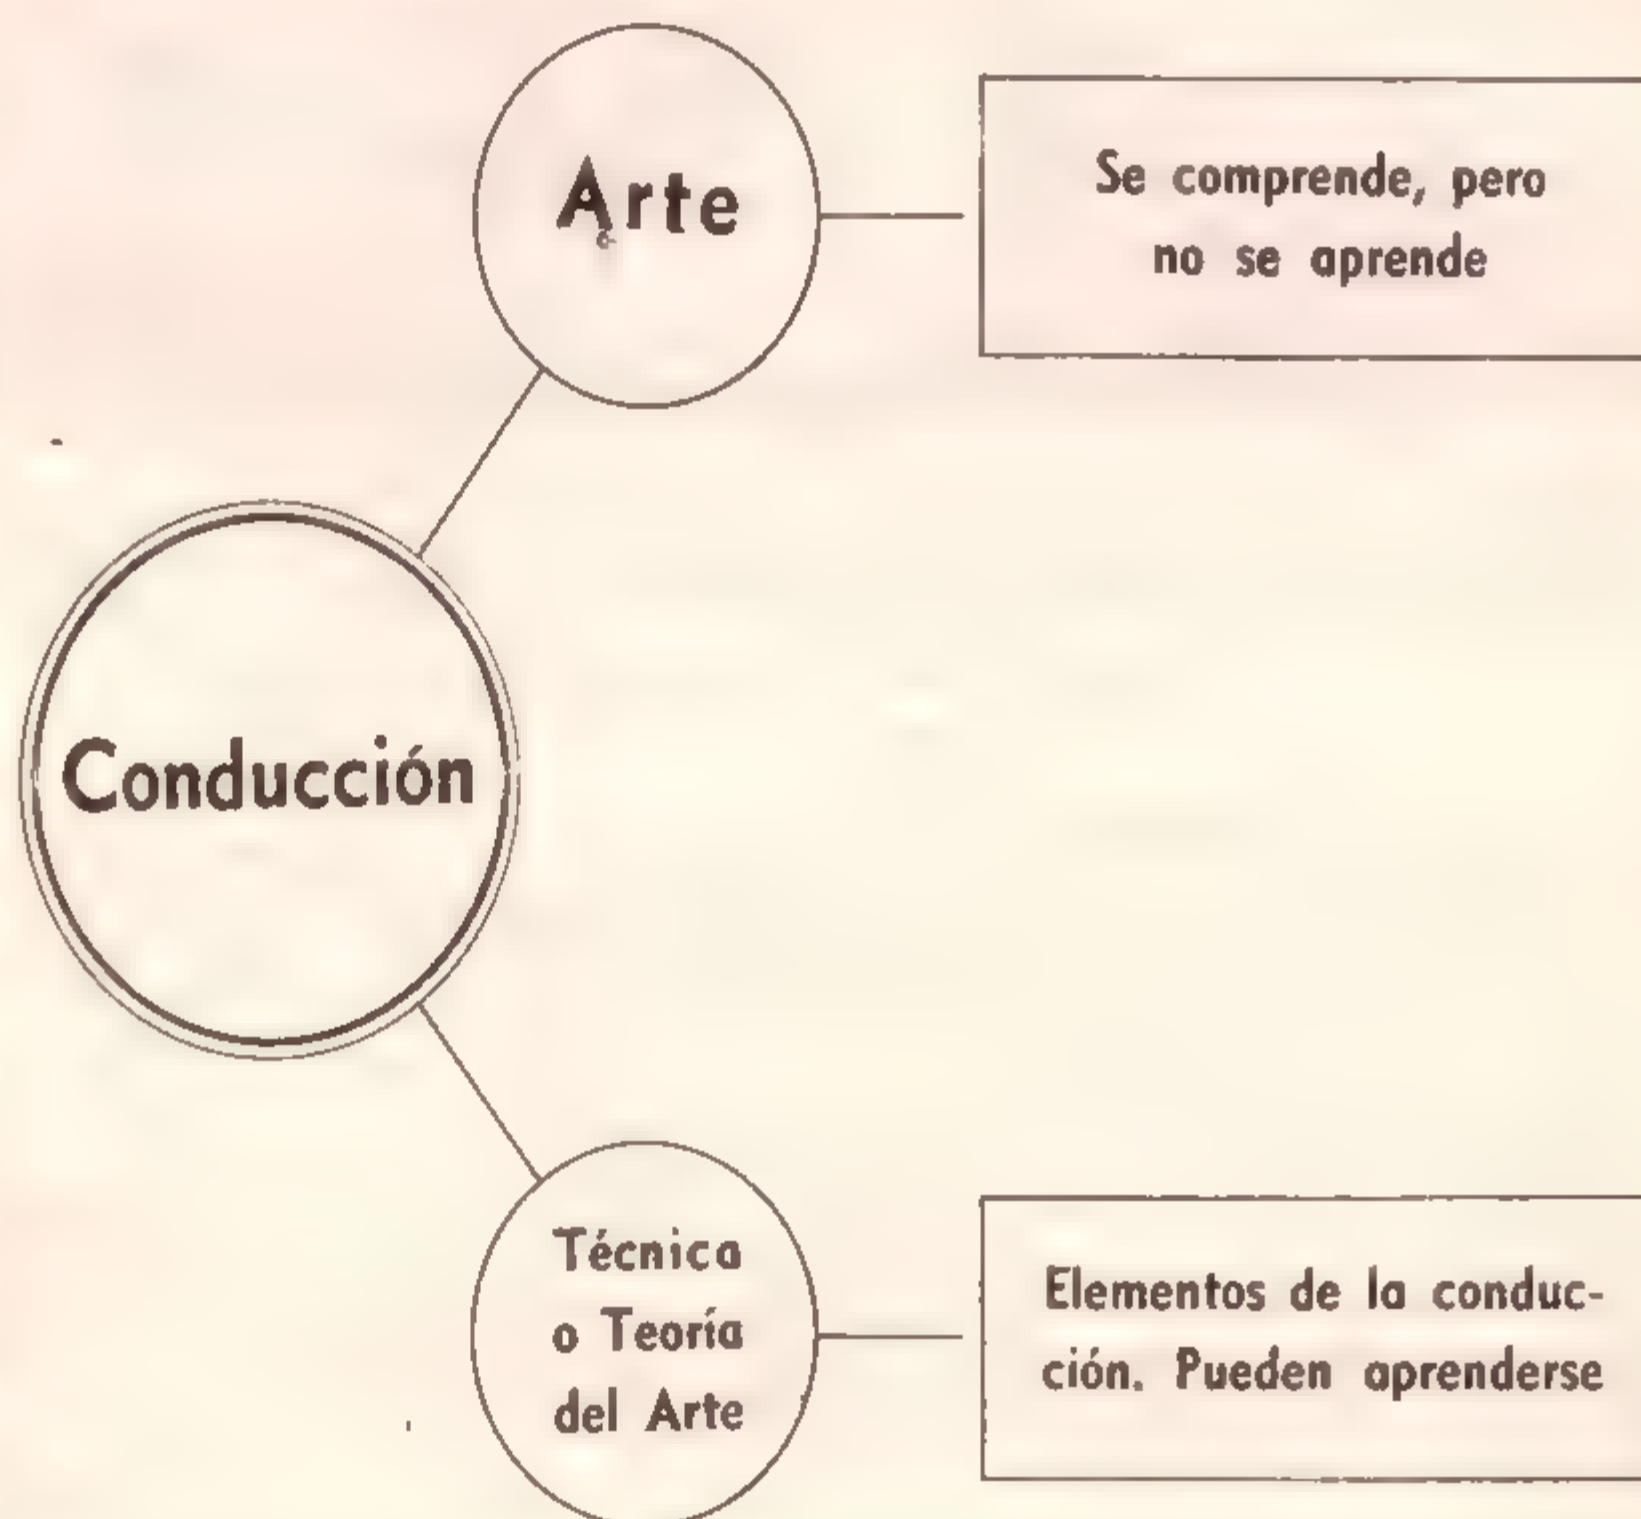 Arte
Se comprende, pero
no se aprende
Conducción
Técnica
o Teoría
del Arte
Elementos de la conduc-
ción. Pueden aprenderse